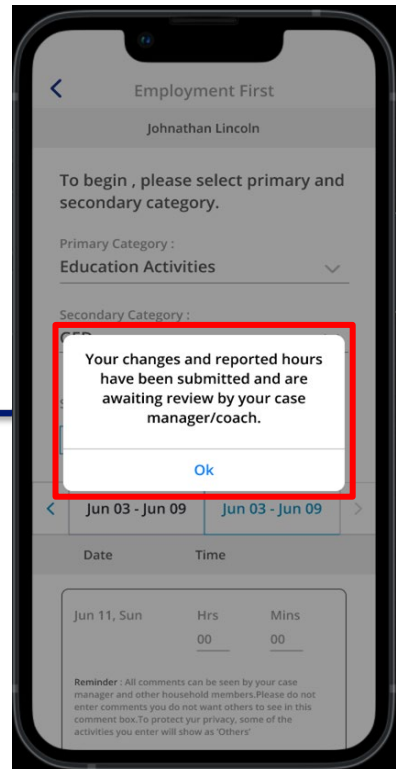 Employment First
Johnathan Lincoln
To begin , please select primary and
secondary category.
Primary Category :
Education Activities
Secondary Category :
Your changes and reported hours
have been submitted and are
awaiting review by your case
manager/coach.
Ok
Jun 03 - Jun 09 Jun 03 - Jun 09
Date Time
Jun 11, Sun Hrs Mins
00 00
Reminder : All comments can be seen by your case
manager and other household members.Please do not
enter comments you do not want others to see in this
comment box.To protect yur privacy, some of the
activities you enter will show as 'Others'